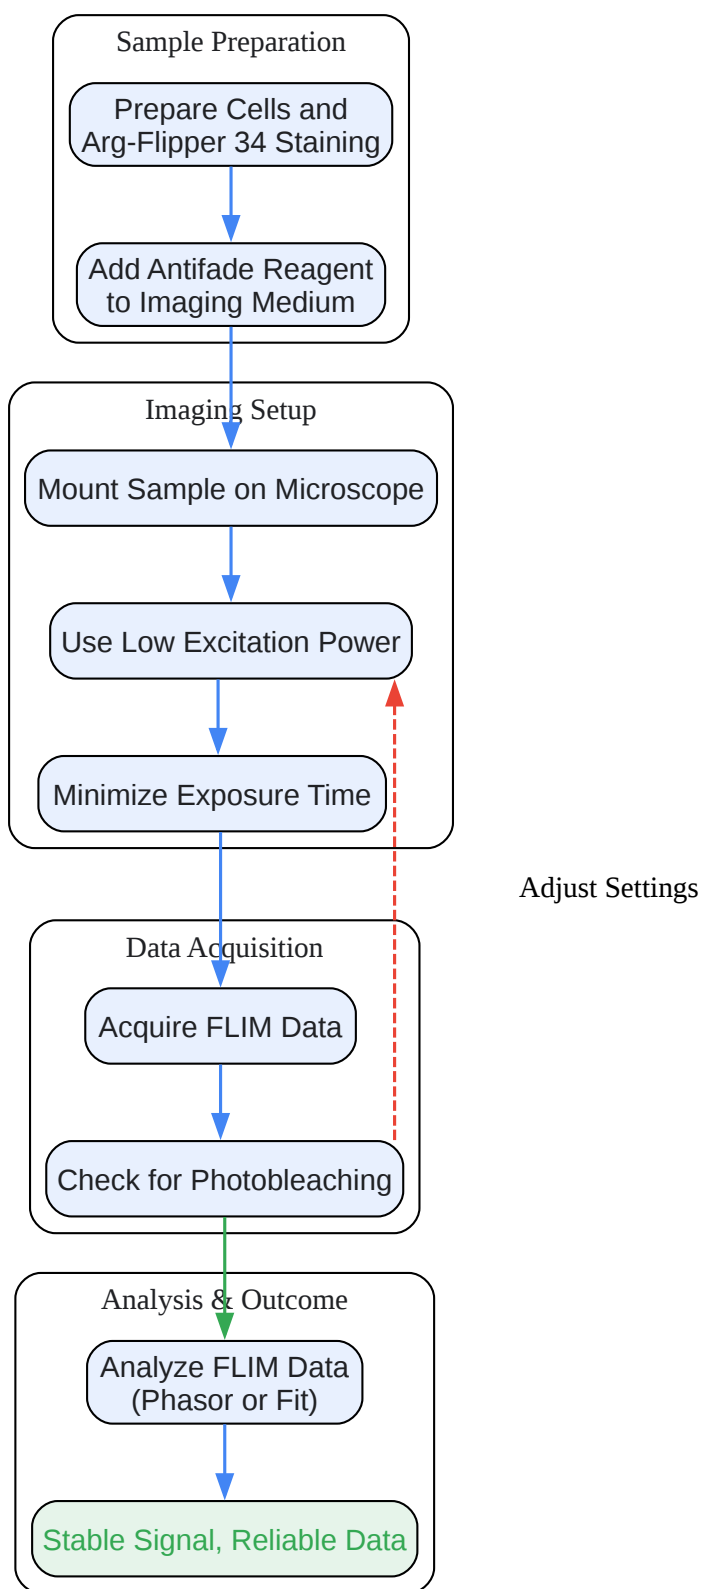 Sample Preparation
Prepare Cells and
Arg-Flipper 34 Staining
Add Antifade Reagent
to Imaging Medium
Imaging Setup
Mount Sample on Microscope
Use Low Excitation Power
Minimize Exposure Time
Adjust Settings
Data Acquisition
Acquire FLIM Data
Check for Photobleaching
Analysis & Outcome
Analyze FLIM Data
(Phasor or Fit)
Stable Signal, Reliable Data